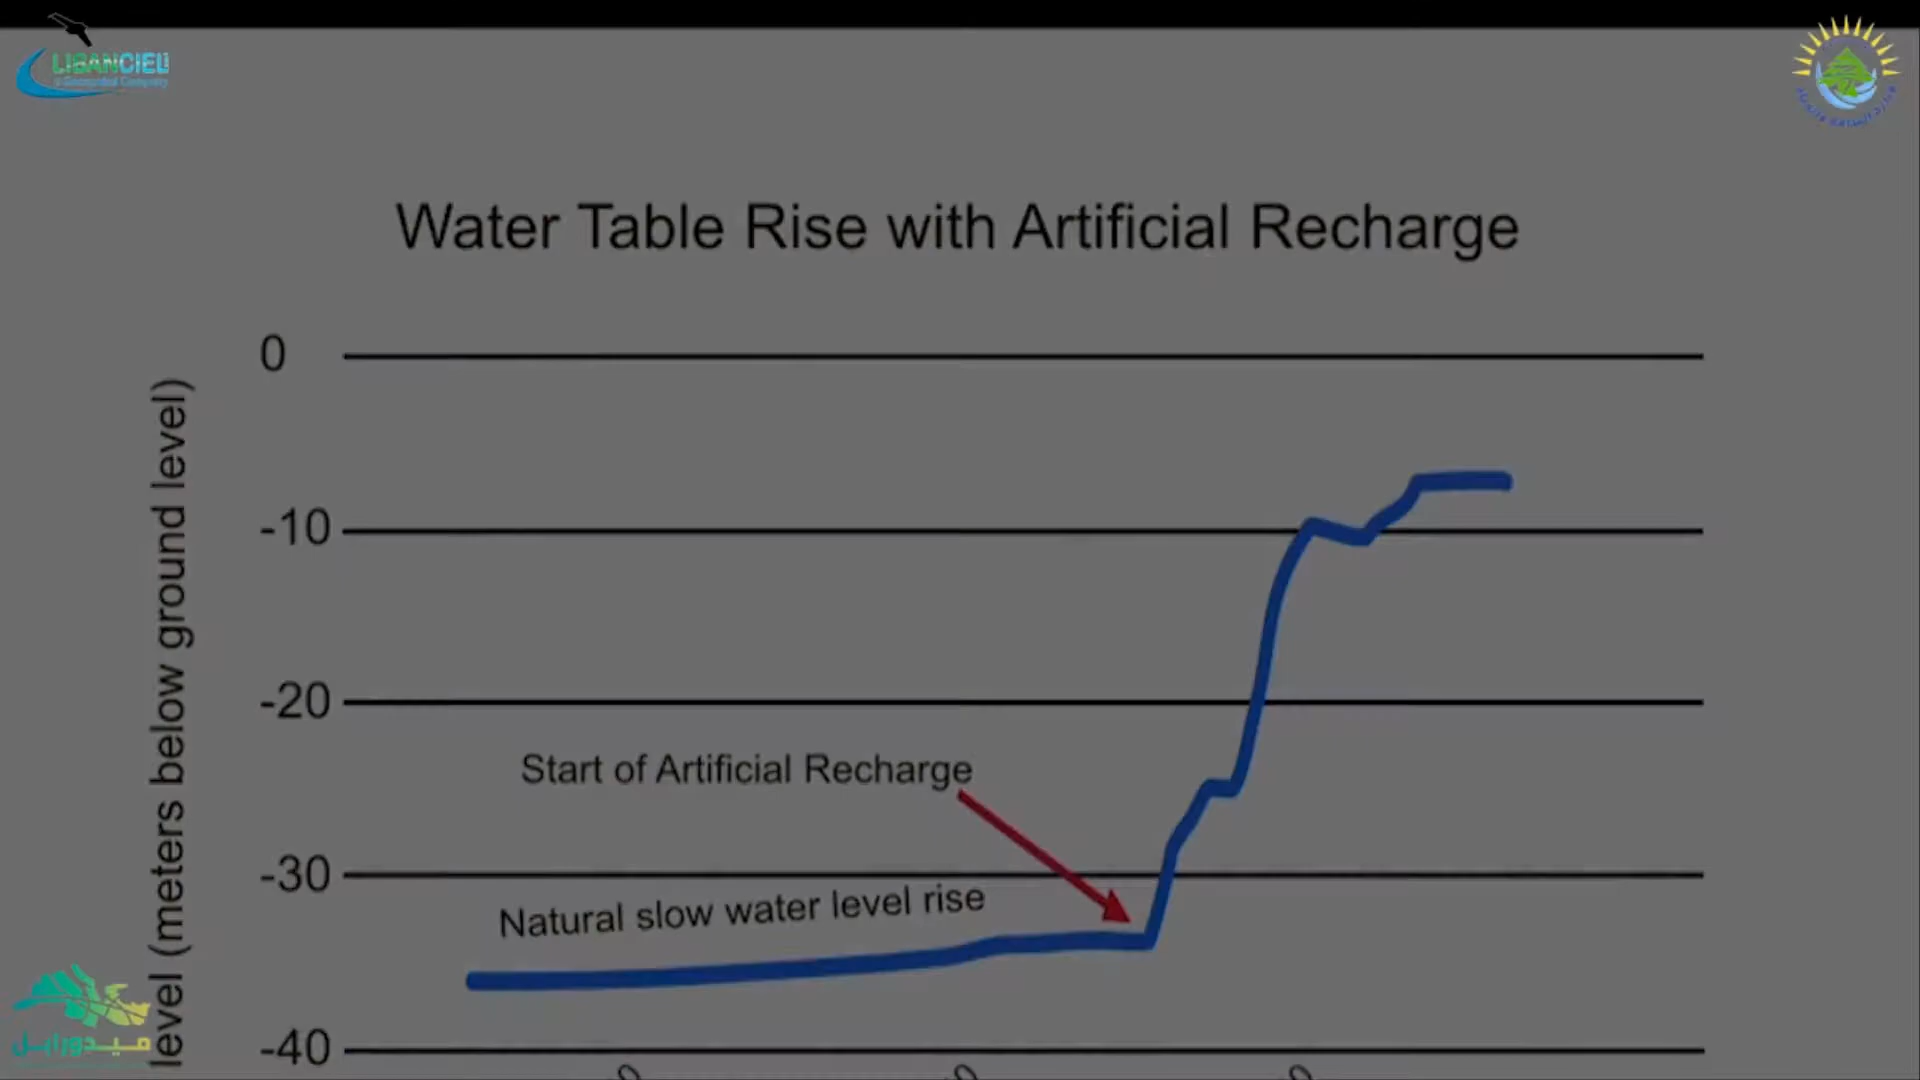 LIBANCIEL
Water Table Rise with Artificial Recharge
0
-10
-20
-30
-40
level (meters below ground level)
Start of Artificial Recharge
Natural slow water level rise
ميدورايل